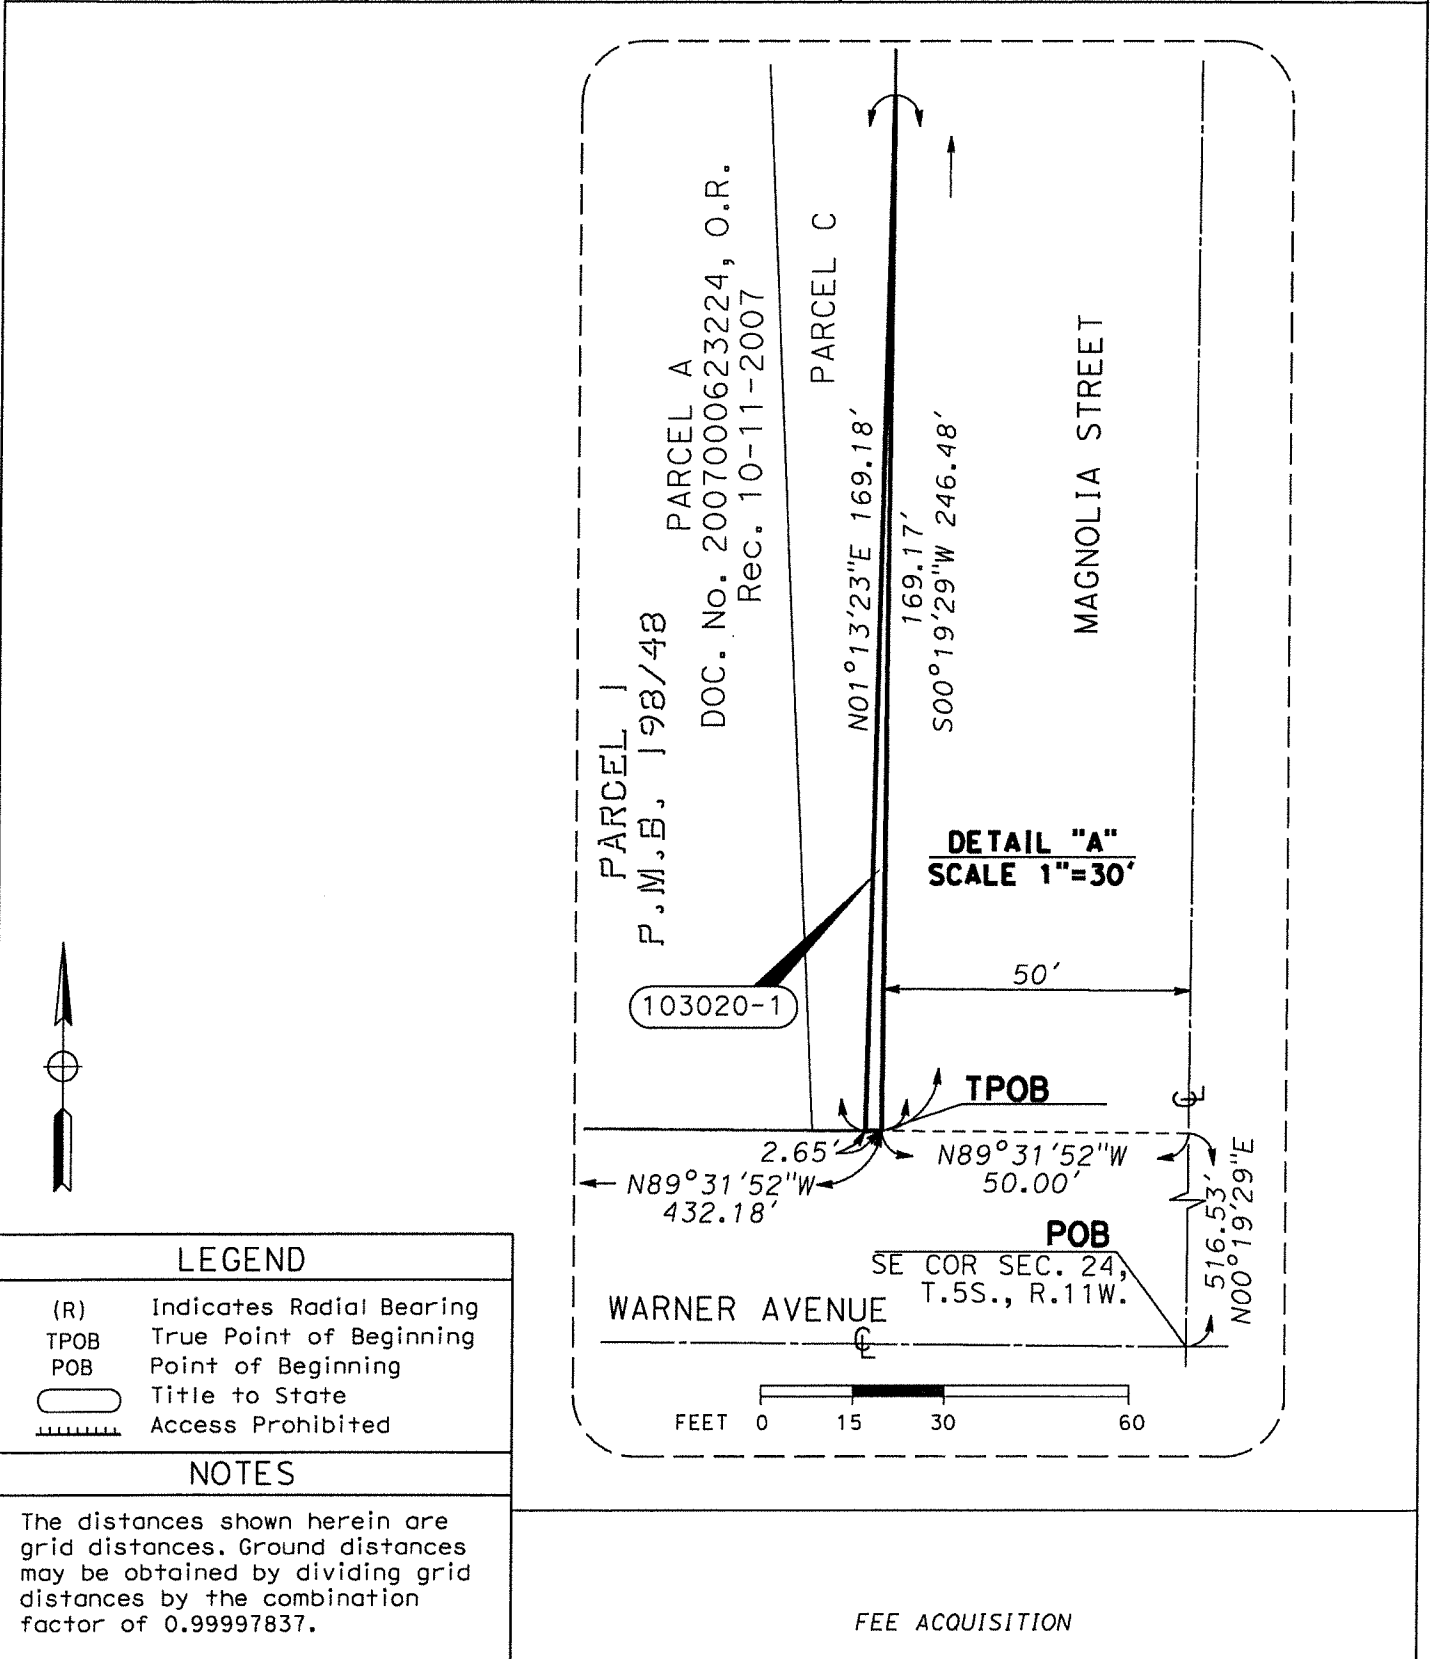 PARCEL 1
P.M.B. 198/48
PARCEL A
DOC. No. 2007000623224, O.R.
Rec. 10-11-2007
PARCEL C
N01°13'23"E 169.18'
169.17'
S00°19'29"W 246.48'
MAGNOLIA STREET
DETAIL "A"
SCALE 1"=30'
103020-1
50'
TPOB
CL
2.65'
N89°31'52"W
432.18'
N89°31'52"W
50.00'
516.53'
N00°19'29"E
POB
SE COR SEC. 24,
T.5S., R.11W.
WARNER AVENUE
CL
FEET 0 15 30 60
LEGEND
(R) Indicates Radial Bearing
TPOB True Point of Beginning
POB Point of Beginning
Title to State
Access Prohibited
NOTES
The distances shown herein are
grid distances. Ground distances
may be obtained by dividing grid
distances by the combination
factor of 0.99997837.
FEE ACQUISITION